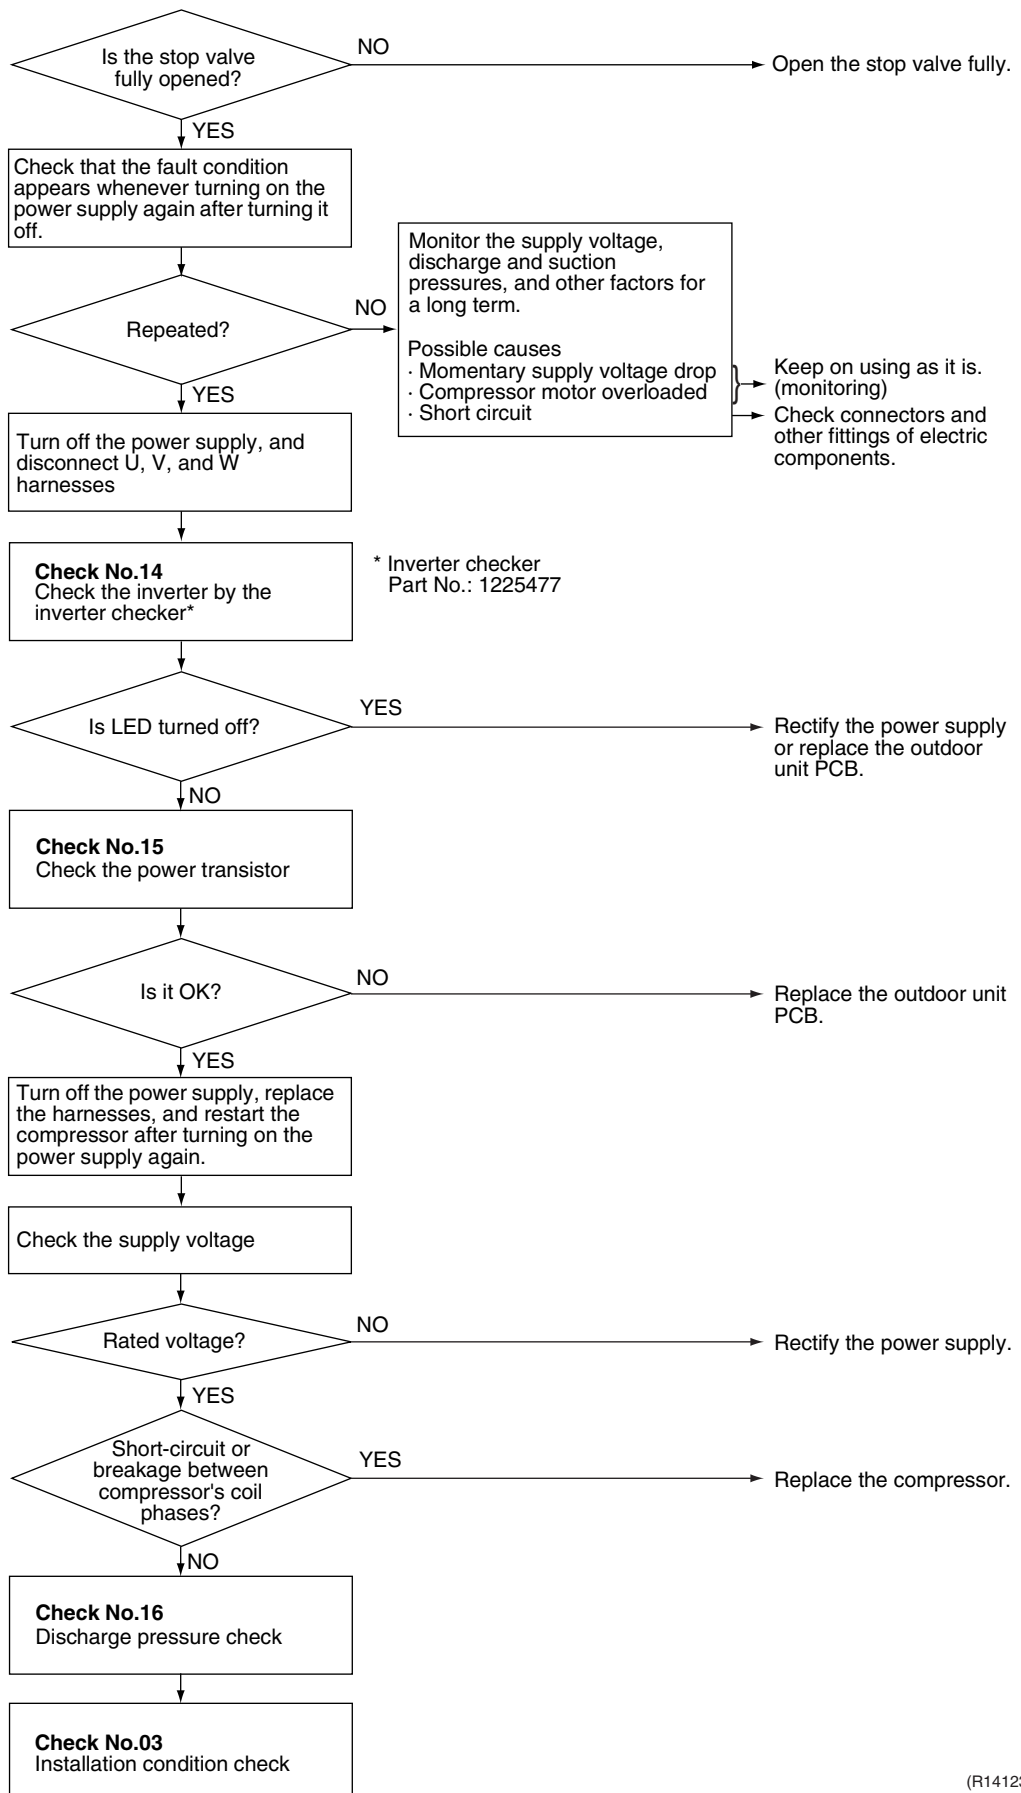 Is the stop valve
fully opened?
NO
Open the stop valve fully.
YES
Check that the fault condition
appears whenever turning on the
power supply again after turning it
off.
Repeated?
NO
Monitor the supply voltage,
discharge and suction
pressures, and other factors for
a long term.
Possible causes
· Momentary supply voltage drop
· Compressor motor overloaded
· Short circuit
Keep on using as it is.
(monitoring)
Check connectors and
other fittings of electric
components.
YES
Turn off the power supply, and
disconnect U, V, and W
harnesses
Check No.14
Check the inverter by the
inverter checker*
* Inverter checker
Part No.: 1225477
Is LED turned off?
YES
Rectify the power supply
or replace the outdoor
unit PCB.
NO
Check No.15
Check the power transistor
Is it OK?
NO
Replace the outdoor unit
PCB.
YES
Turn off the power supply, replace
the harnesses, and restart the
compressor after turning on the
power supply again.
Check the supply voltage
Rated voltage?
NO
Rectify the power supply.
YES
Short-circuit or
breakage between
compressor's coil
phases?
YES
Replace the compressor.
NO
Check No.16
Discharge pressure check
Check No.03
Installation condition check
(R14123